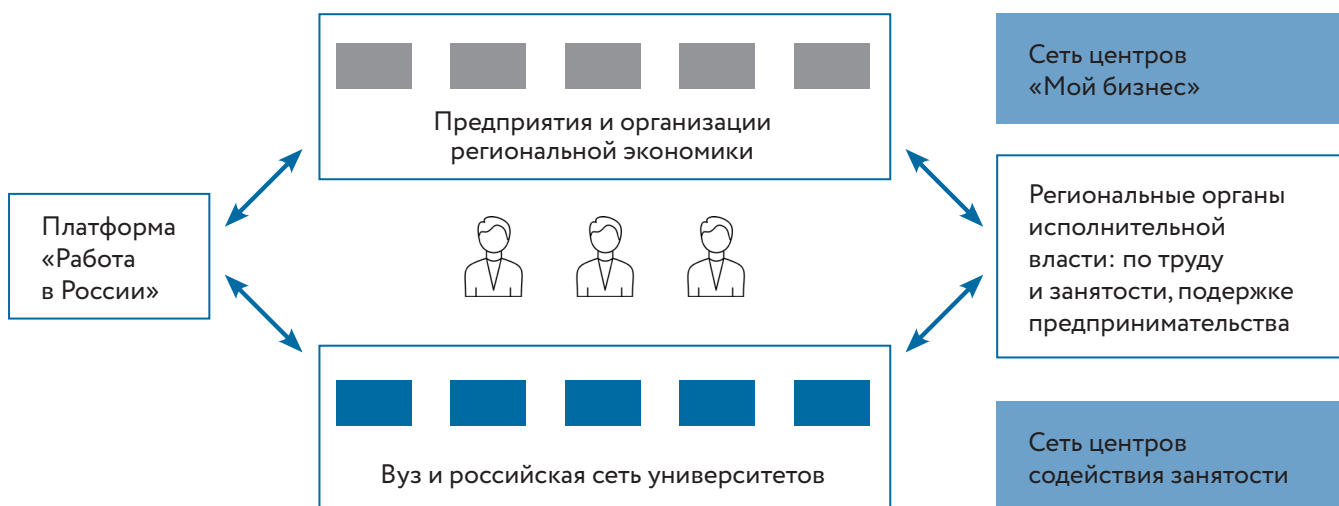 Предприятия и организации
региональной экономики
Сеть центров
«Мой бизнес»
Платформа
«Работа
в России»
Региональные органы
исполнительной
власти: по труду
и занятости, подержке
предпринимательства
Вуз и российская сеть университетов
Сеть центров
содействия занятости